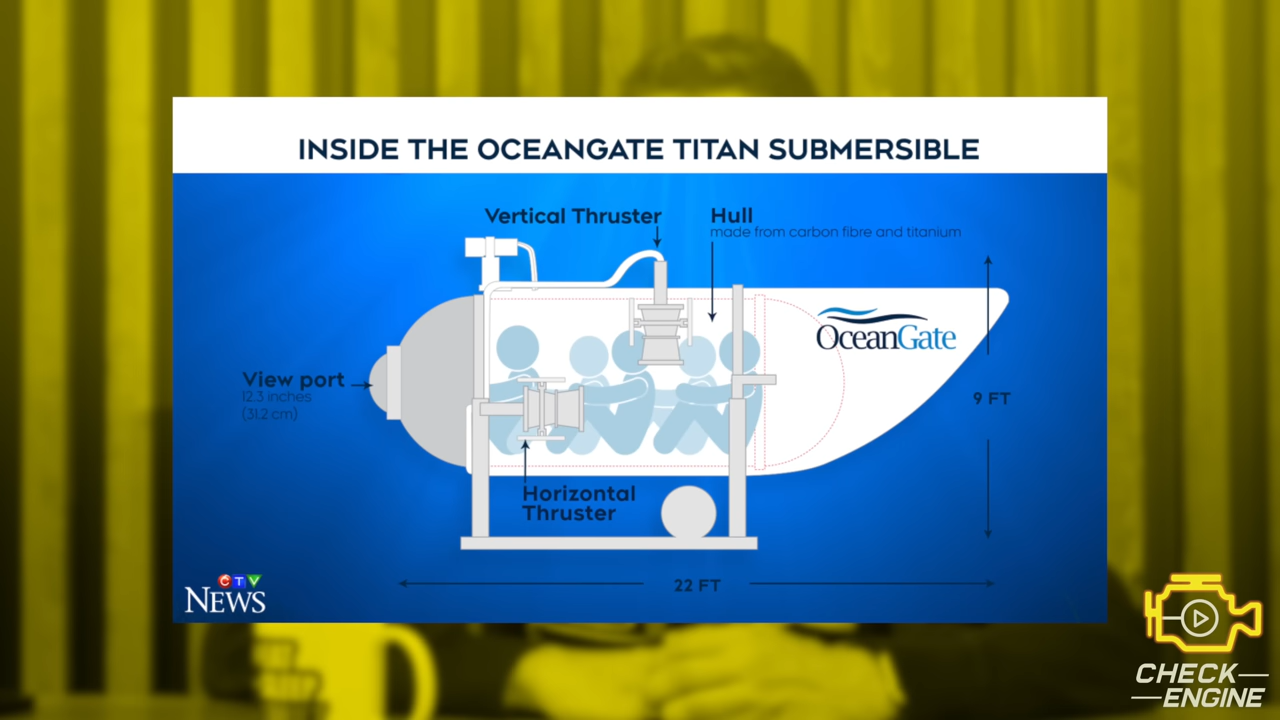 INSIDE THE OCEANGATE TITAN SUBMERSIBLE
Vertical Thruster
Hull
made from carbon fibre and titanium
OceanGate
View port
12.3 inches
(31.2 cm)
9 FT
Horizontal
Thruster
22 FT
CTV
NEWS
CHECK
ENGINE